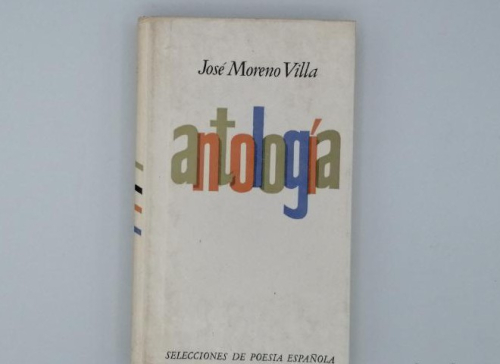 José Moreno Villa
antología
SELECCIONES DE POESIA ESPAÑOLA